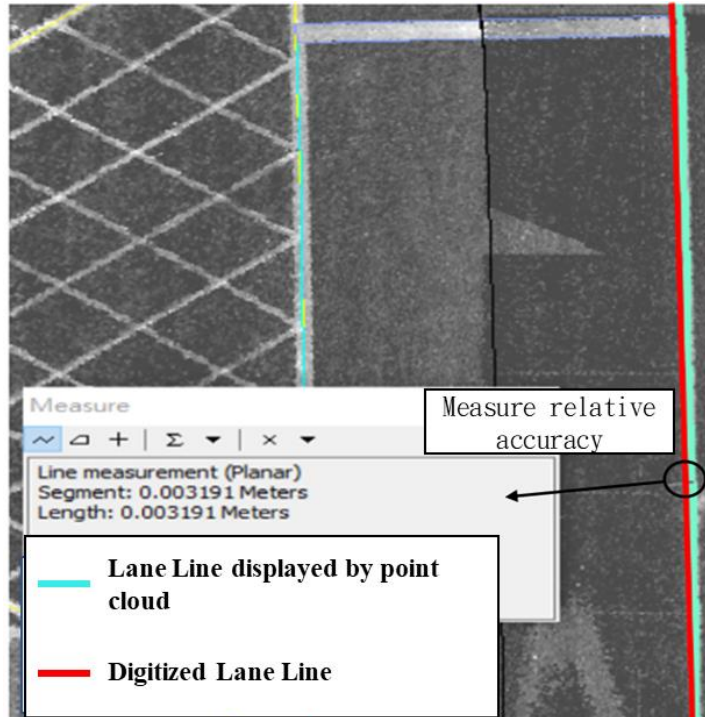 Measure
Measure relative
accuracy
Line measurement (Planar)
Segment: 0.003191 Meters
Length: 0.003191 Meters
Lane Line displayed by point
cloud
Digitized Lane Line